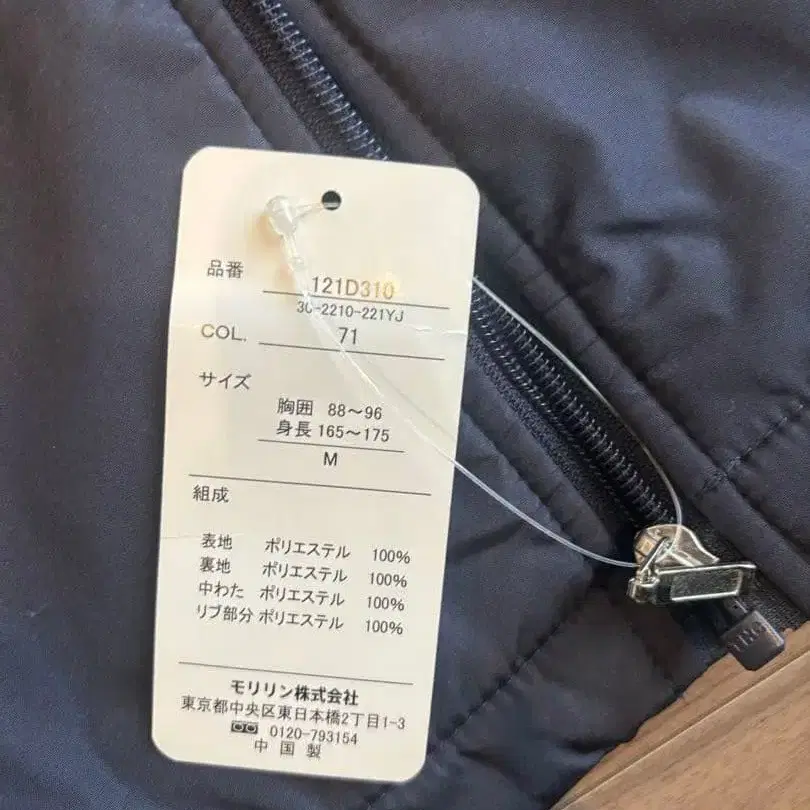 品番 121D310
30-2210-221YJ
COL. 71
サイズ
胸囲 88～96
身長 165～175
M
組成
表地 ポリエステル 100%
裏地 ポリエステル 100%
中わた ポリエステル 100%
リブ部分 ポリエステル 100%
モリリン株式会社
東京都中央区東日本橋2丁目1-3
0120-793154
中国製